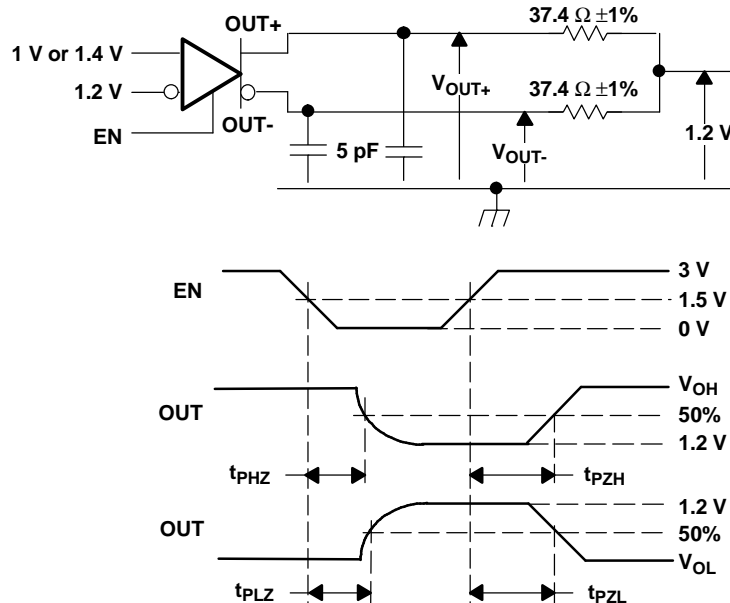 OUT+
37.4 Ω ±1%
1 V or 1.4 V
1.2 V
VOUT+
37.4 Ω ±1%
EN
OUT-
5 pF
VOUT-
1.2 V
EN
3 V
1.5 V
0 V
OUT
VOH
50%
1.2 V
tPHZ
tPZH
OUT
1.2 V
50%
VOL
tPLZ
tPZL